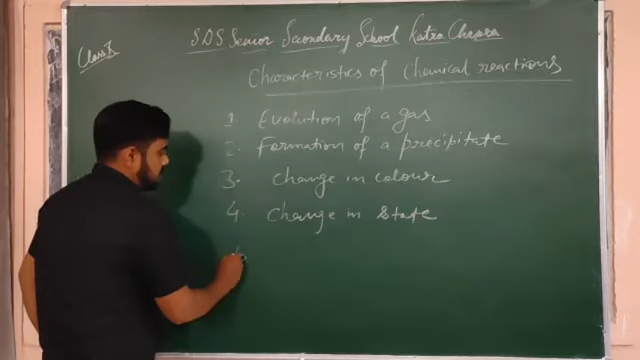 Class X
SDS Senior Secondary School Katra Chapra
Characteristics of chemical reactions
1. Evolution of a gas
2. Formation of a precipitate
3. Change in colour
4. Change in state